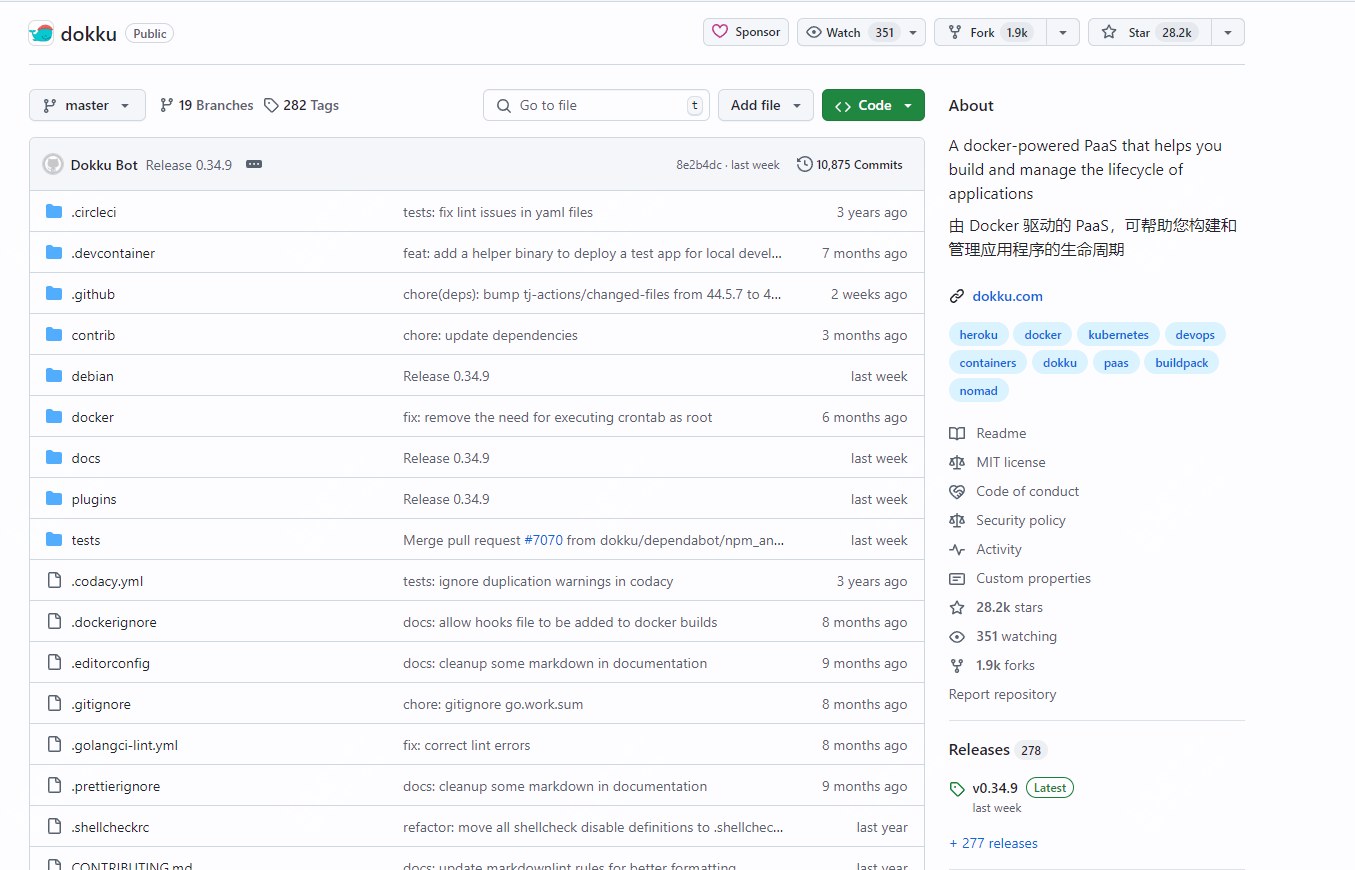 dokku Public Sponsor Watch 351 Fork 1.9k Star 28.2k
master 19 Branches 282 Tags Go to file t Add file Code
Dokku Bot Release 0.34.9 8e2b4dc · last week 10,875 Commits
.circleci tests: fix lint issues in yaml files 3 years ago
.devcontainer feat: add a helper binary to deploy a test app for local devel... 7 months ago
.github chore(deps): bump tj-actions/changed-files from 44.5.7 to 4... 2 weeks ago
contrib chore: update dependencies 3 months ago
debian Release 0.34.9 last week
docker fix: remove the need for executing crontab as root 6 months ago
docs Release 0.34.9 last week
plugins Release 0.34.9 last week
tests Merge pull request #7070 from dokku/dependabot/npm_an... last week
.codacy.yml tests: ignore duplication warnings in codacy 3 years ago
.dockerignore docs: allow hooks file to be added to docker builds 8 months ago
.editorconfig docs: cleanup some markdown in documentation 9 months ago
.gitignore chore: gitignore go.work.sum 8 months ago
.golangci-lint.yml fix: correct lint errors 8 months ago
.prettierignore docs: cleanup some markdown in documentation 9 months ago
.shellcheckrc refactor: move all shellcheck disable definitions to .shellchec... last year
CONTRIBUTING.md docs: update markdownlint rules for better formatting last year
About
A docker-powered PaaS that helps you
build and manage the lifecycle of
applications
由 Docker 驱动的 PaaS，可帮助您构建和
管理应用程序的生命周期
dokku.com
heroku docker kubernetes devops
containers dokku paas buildpack
nomad
Readme
MIT license
Code of conduct
Security policy
Activity
Custom properties
28.2k stars
351 watching
1.9k forks
Report repository
Releases 278
v0.34.9 Latest
last week
+ 277 releases